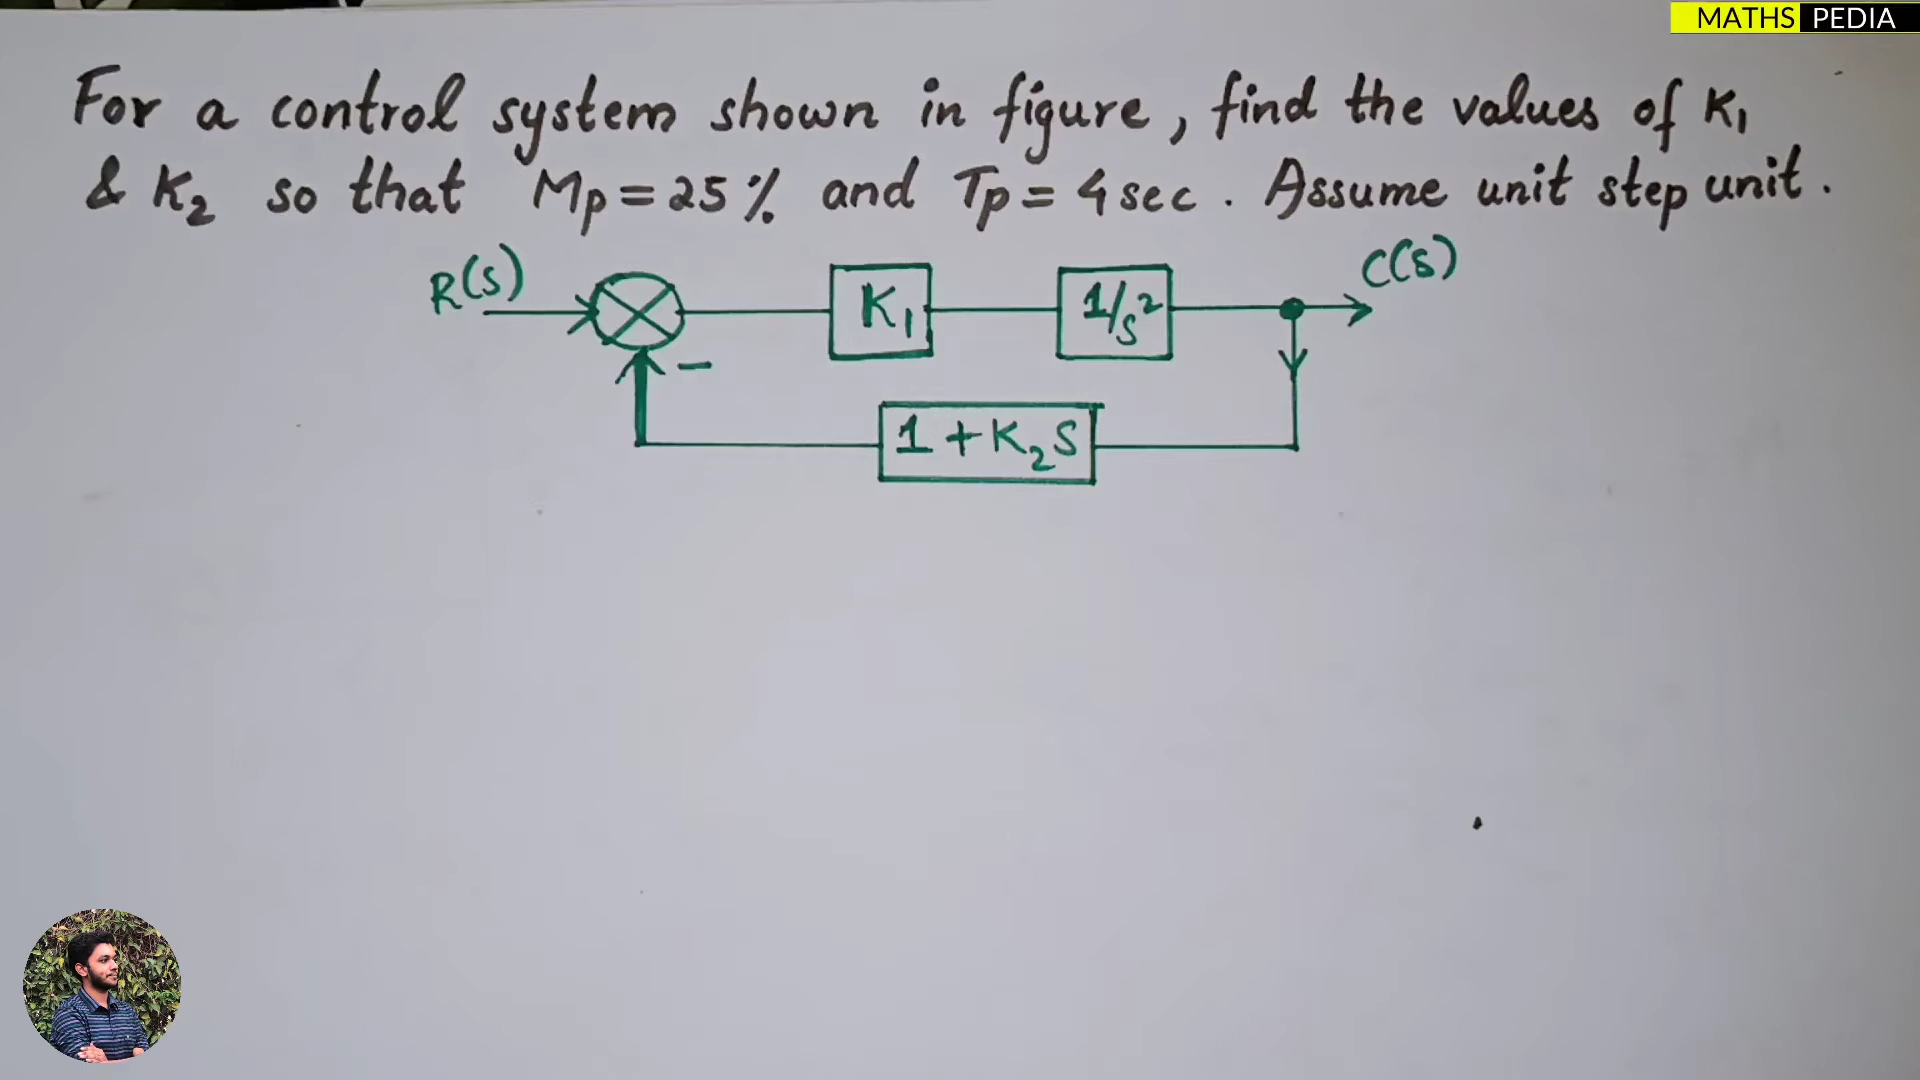 MATHS PEDIA
For a control system shown in figure, find the values of K₁
& K₂ so that Mp = 25% and Tp = 4 sec. Assume unit step unit.
R(s)
K₁
1/s²
C(s)
-
1 + K₂S